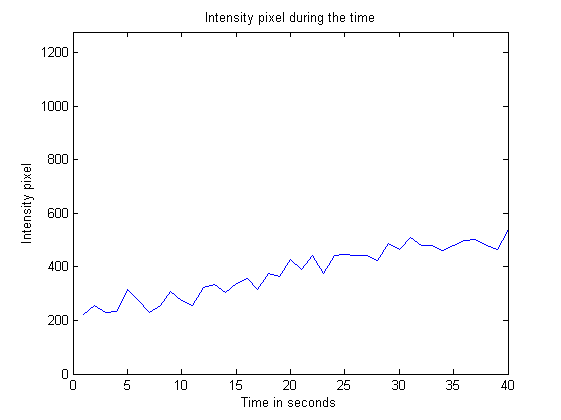 Intensity pixel during the time
1200
1000
800
600
400
200
0
Intensity pixel
0 5 10 15 20 25 30 35 40
Time in seconds